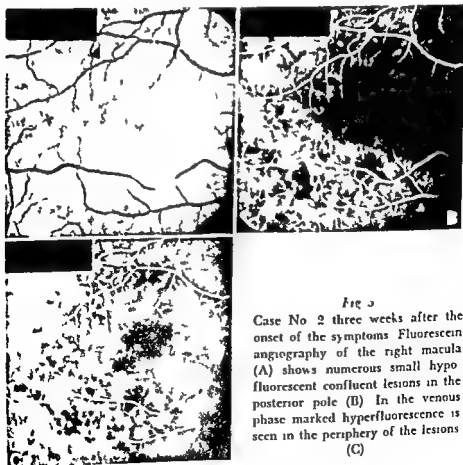 B
Fig 3
Case No 2 three weeks after the
onset of the symptoms Fluorescein
angiography of the right macula
(A) shows numerous small hypo
fluorescent confluent lesions in the
posterior pole (B) In the venous
phase marked hyperfluorescence is
seen in the periphery of the lesions
(C)